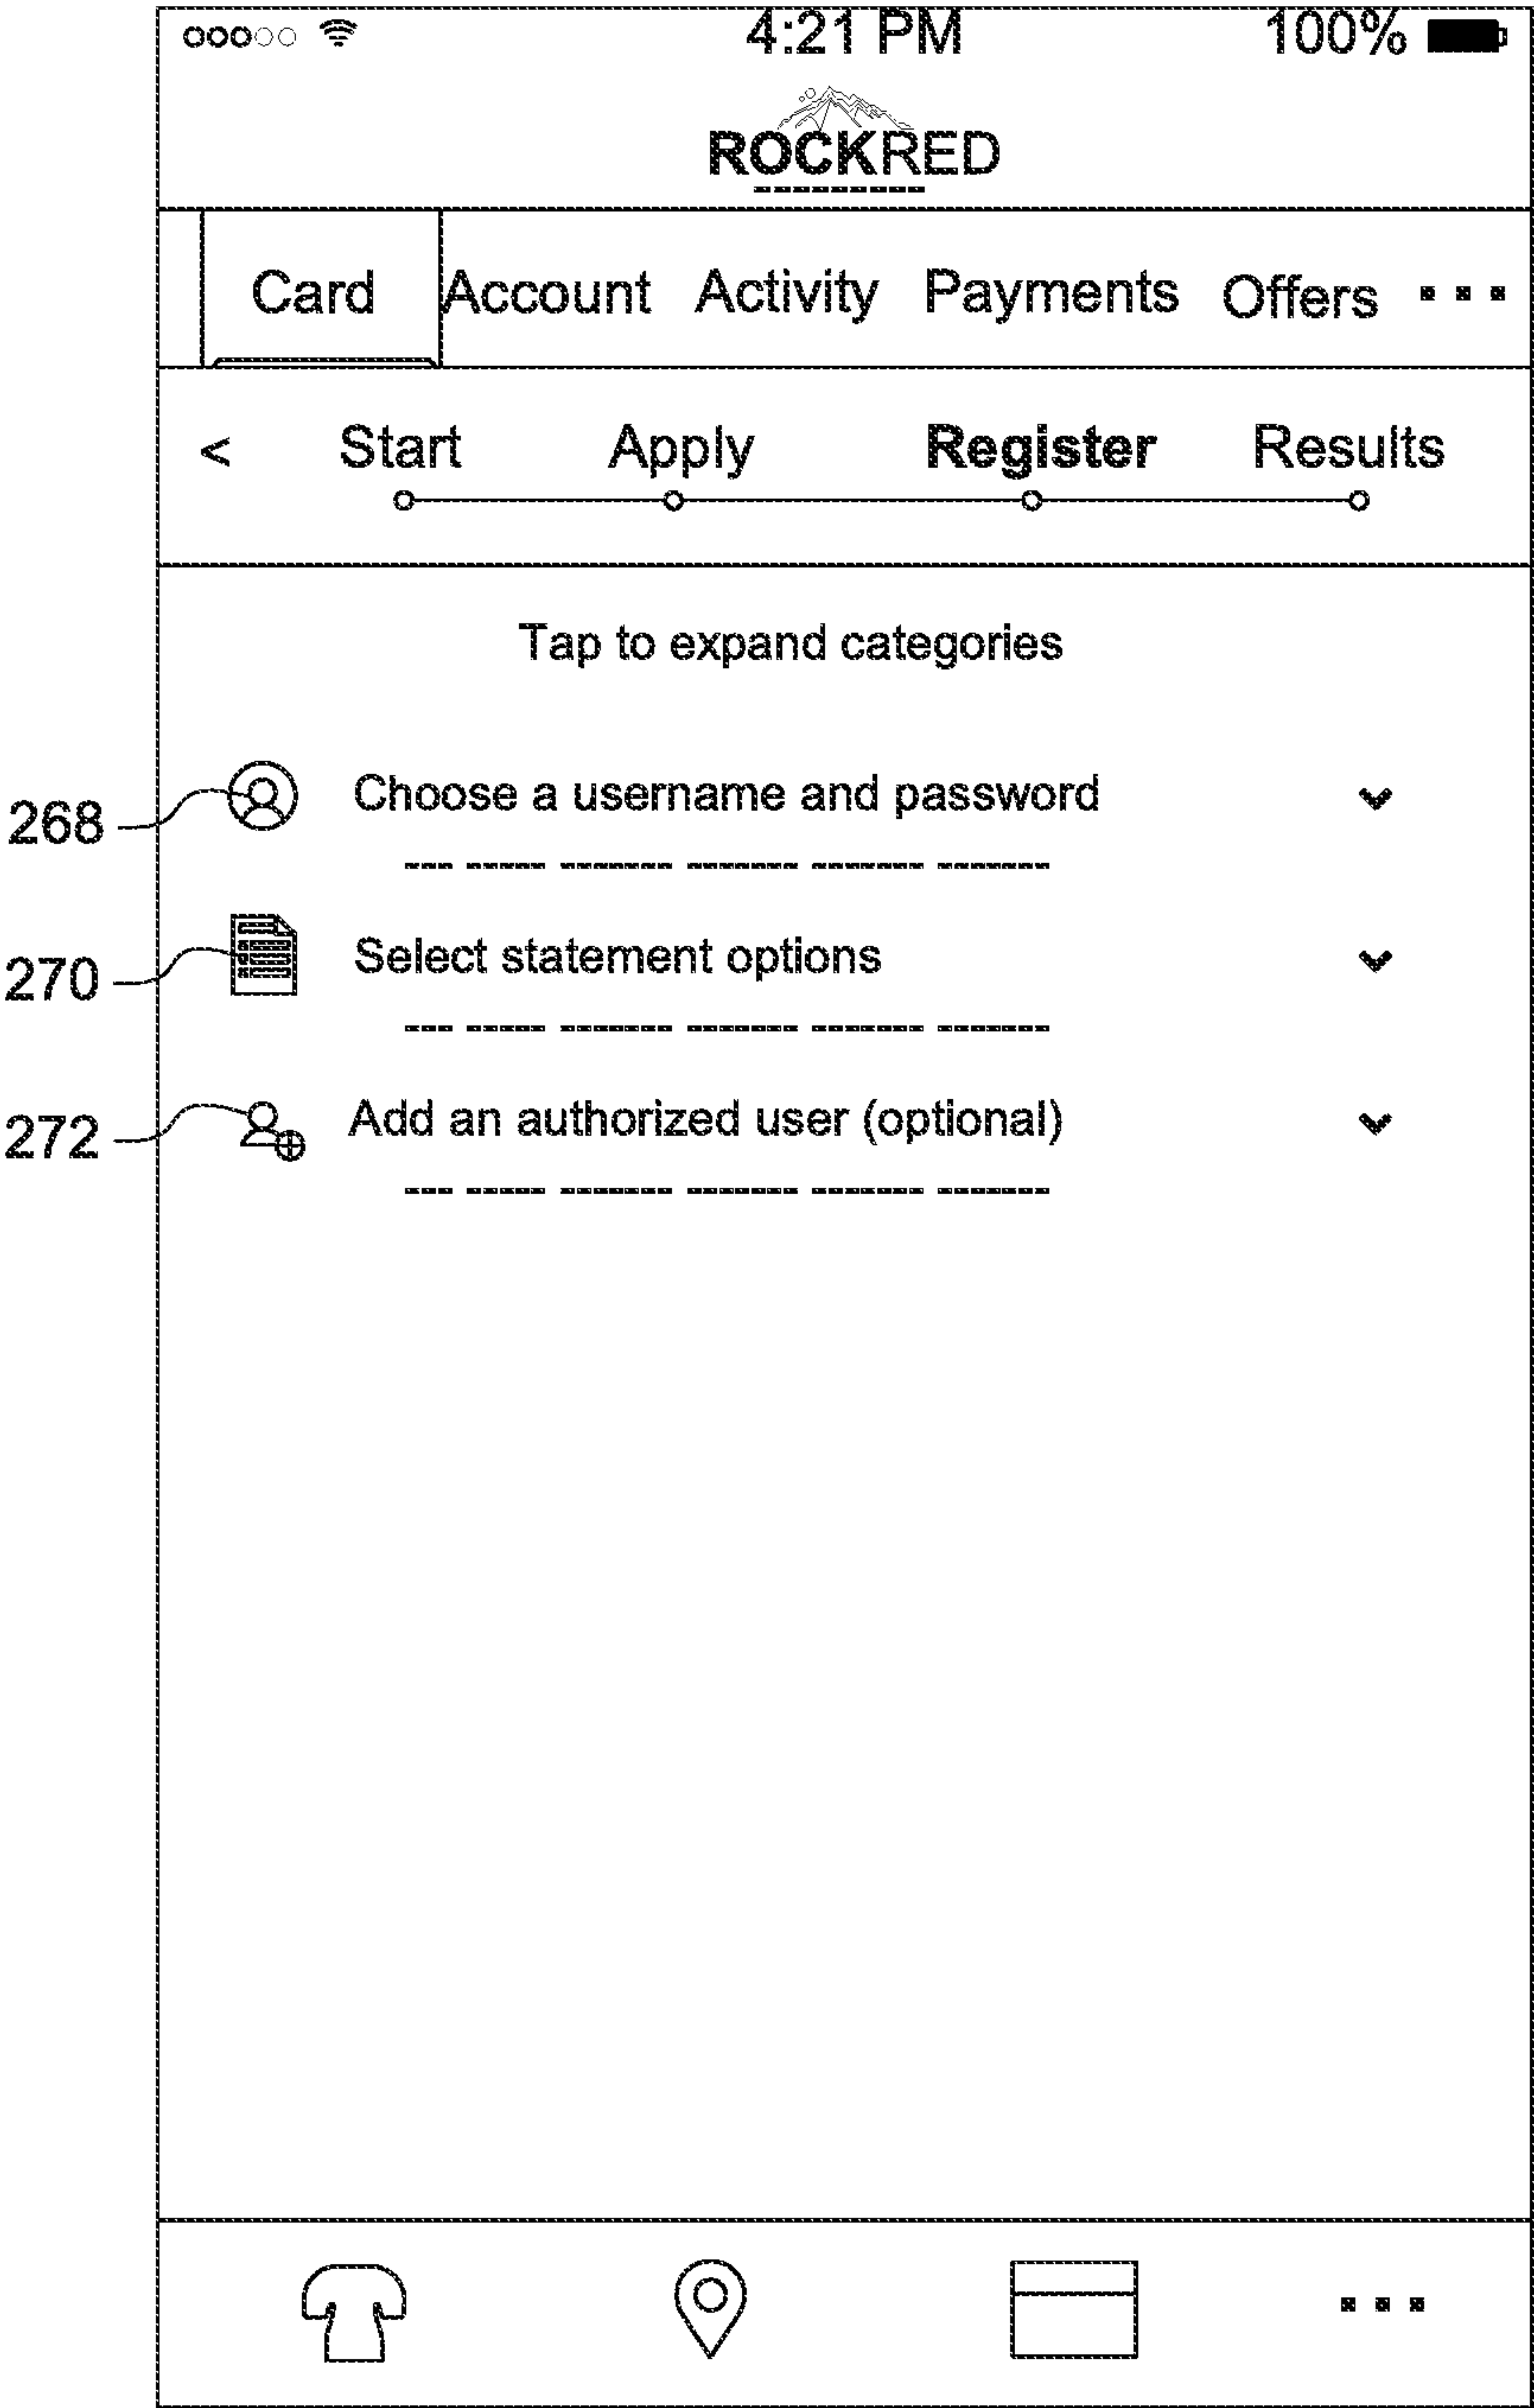 4:21 PM 100%
ROCKRED
Card Account Activity Payments Offers ...
< Start Apply Register Results
Tap to expand categories
268 Choose a username and password
270 Select statement options
272 Add an authorized user (optional)
...